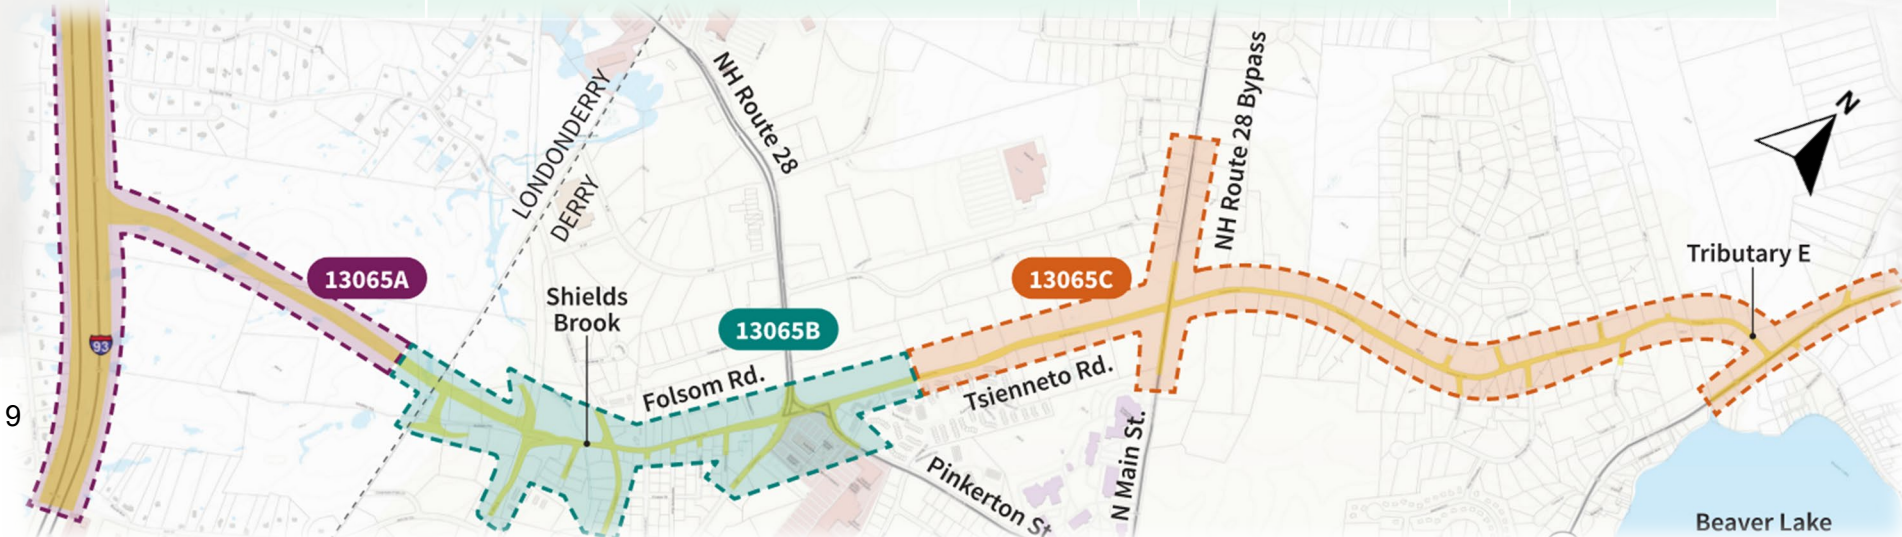 NH Route 28
NH Route 28 Bypass
N
LONDONDERRY
DERRY
Tributary E
13065A
13065C
Shields
Brook
13065B
93
Folsom Rd.
Tsienneto Rd.
9
N Main St.
Pinkerton St
Beaver Lake